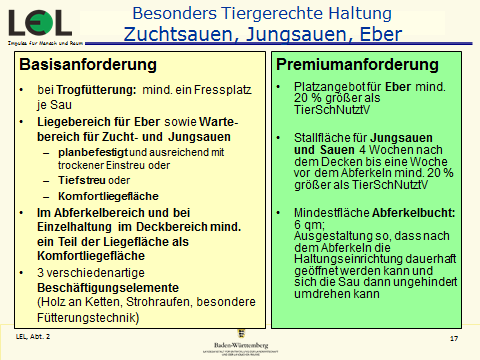 LEL
Impulse für Mensch und Raum
Besonders Tiergerechte Haltung
Zuchtsauen, Jungsauen, Eber
Basisanforderung
• bei Trogfütterung: mind. ein Fressplatz
je Sau
• Liegebereich für Eber sowie Warte-
bereich für Zucht- und Jungsauen
– planbefestigt und ausreichend mit
trockener Einstreu oder
– Tiefstreu oder
– Komfortliegefläche
• Im Abferkelbereich und bei
Einzelhaltung im Deckbereich mind.
ein Teil der Liegefläche als
Komfortliegefläche
• 3 verschiedenartige
Beschäftigungselemente
(Holz an Ketten, Strohraufen, besondere
Fütterungstechnik)
Premiumanforderung
• Platzangebot für Eber mind.
20 % größer als
TierSchNutztV
• Stallfläche für Jungsauen
und Sauen 4 Wochen nach
dem Decken bis eine Woche
vor dem Abferkeln mind. 20 %
größer als TierSchNutztV
• Mindestfläche Abferkelbucht:
6 qm;
Ausgestaltung so, dass nach
dem Abferkeln die
Haltungseinrichtung dauerhaft
geöffnet werden kann und
sich die Sau dann ungehindert
umdrehen kann
LEL, Abt. 2
Baden-Württemberg
17